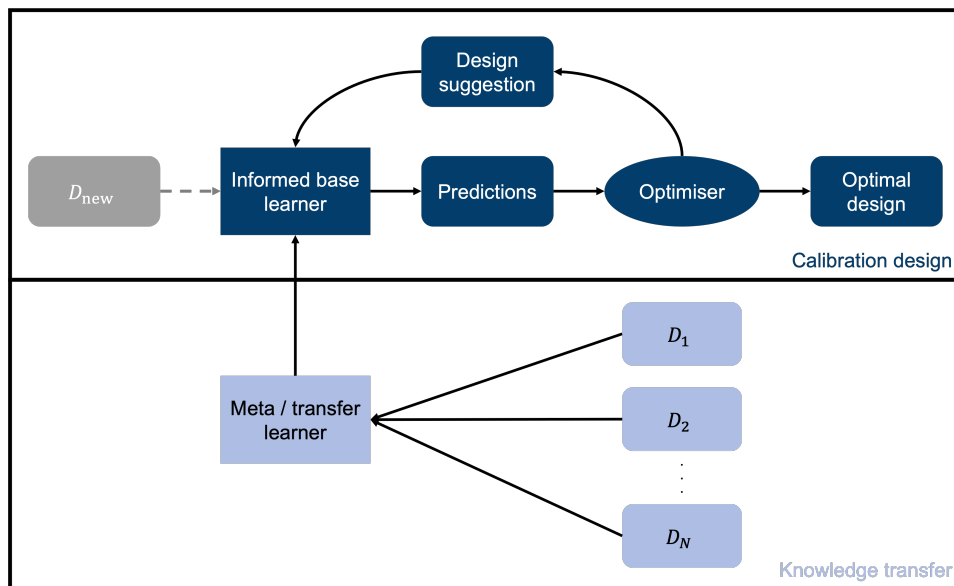 Design
suggestion
D_new
Informed base
learner
Predictions
Optimiser
Optimal
design
Calibration design
D_1
Meta / transfer
learner
D_2
D_N
Knowledge transfer